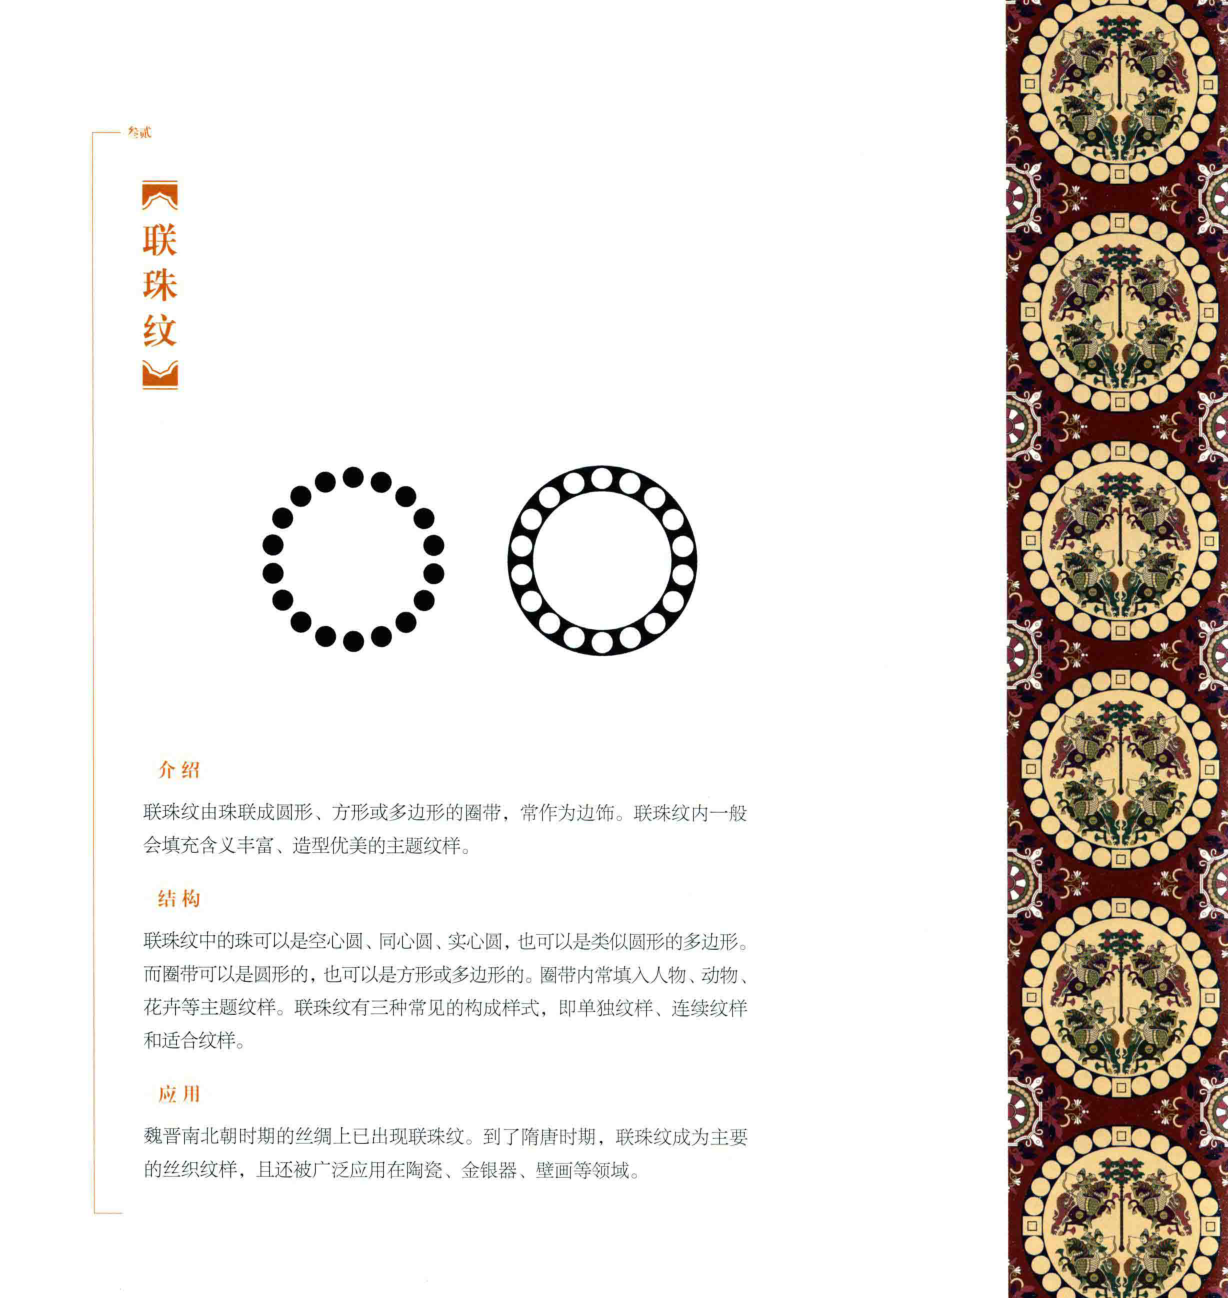 叁贰
联珠纹
介绍
联珠纹由珠联成圆形、方形或多边形的圈带，常作为边饰。联珠纹内一般
会填充含义丰富、造型优美的主题纹样。
结构
联珠纹中的珠可以是空心圆、同心圆、实心圆，也可以是类似圆形的多边形。
而圈带可以是圆形的，也可以是方形或多边形的。圈带内常填入人物、动物、
花卉等主题纹样。联珠纹有三种常见的构成样式，即单独纹样、连续纹样
和适合纹样。
应用
魏晋南北朝时期的丝绸上已出现联珠纹。到了隋唐时期，联珠纹成为主要
的丝织纹样，且还被广泛应用在陶瓷、金银器、壁画等领域。